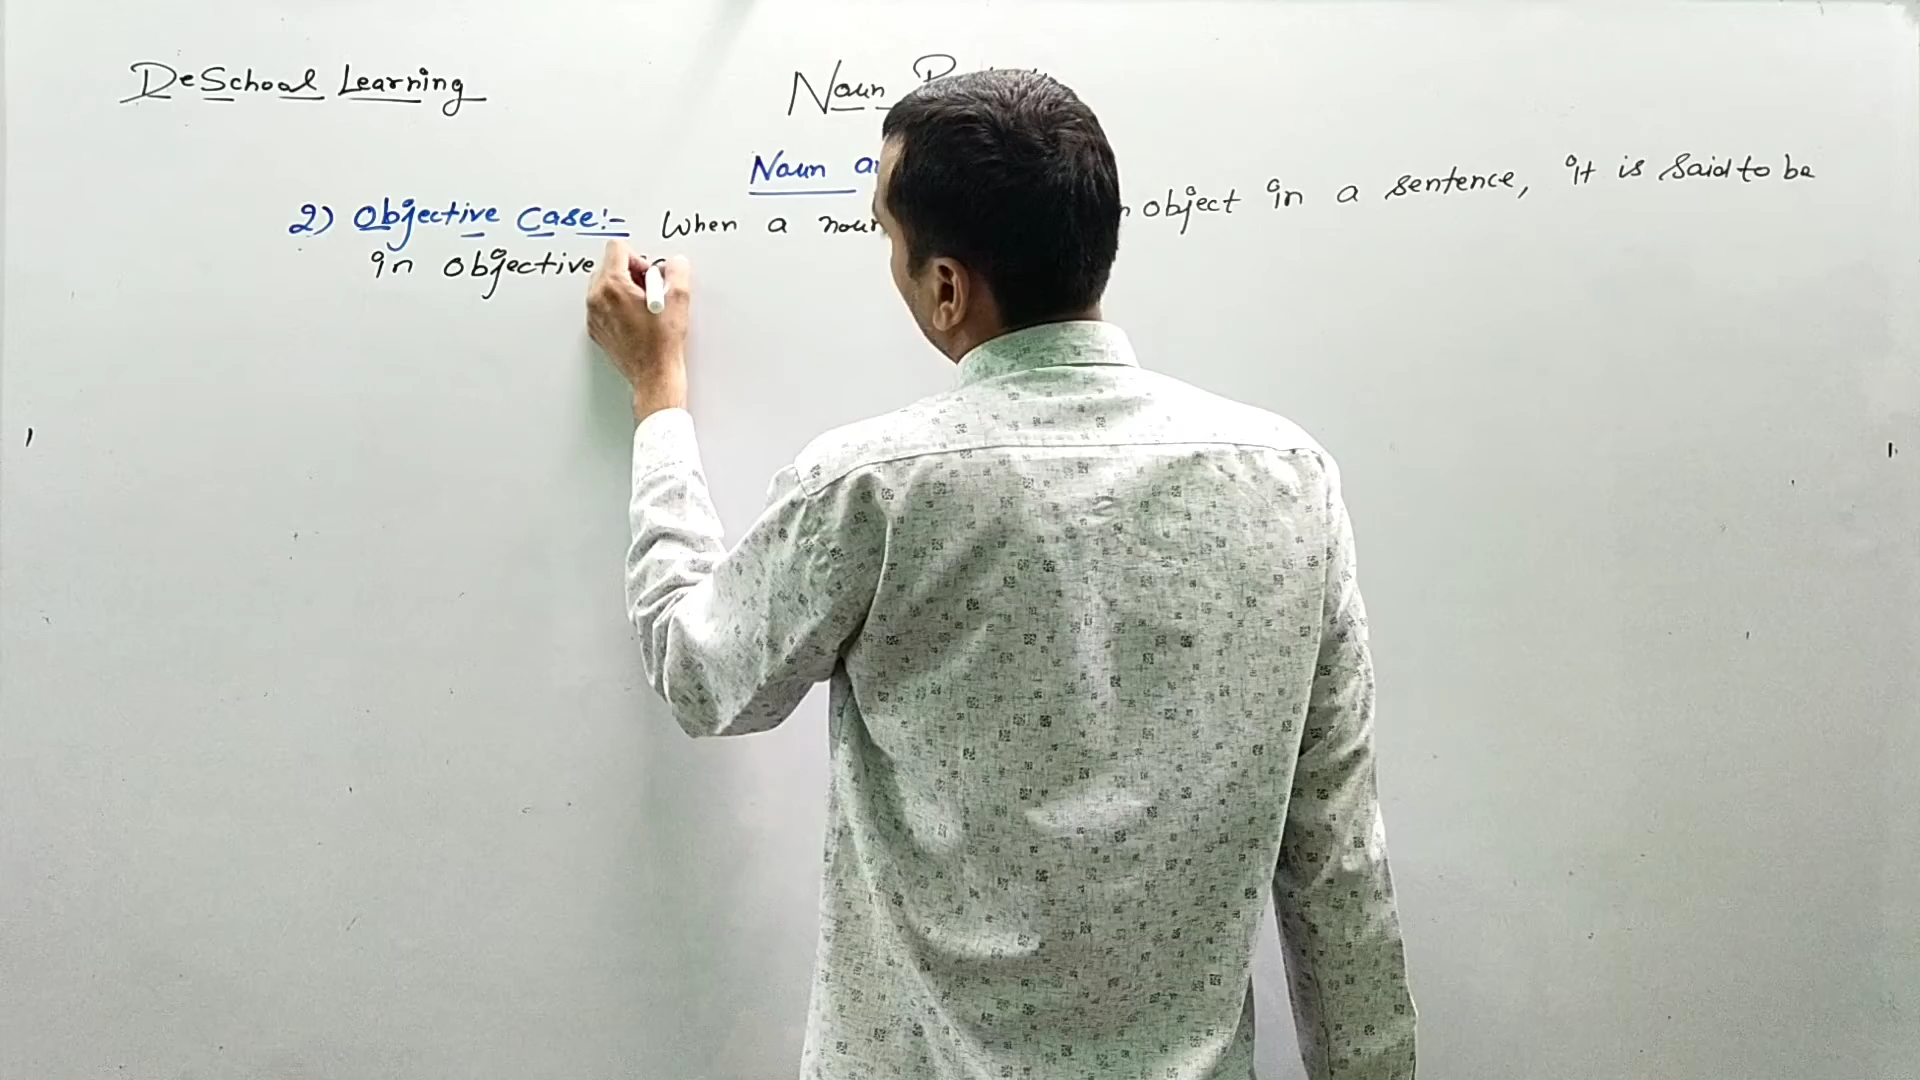 DeSchool Learning
Noun
Noun
2) Objective Case:- When a noun object in a sentence, it is said to be
in objective